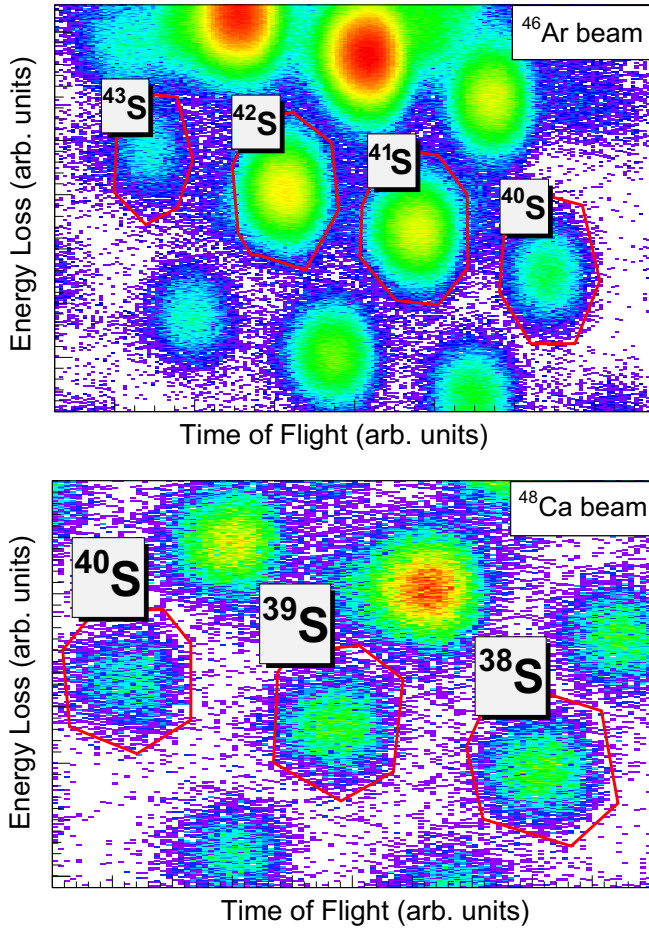 ⁴⁶Ar beam
⁴³S
⁴²S
⁴¹S
⁴⁰S
Energy Loss (arb. units)
Time of Flight (arb. units)
⁴⁸Ca beam
⁴⁰S
³⁹S
³⁸S
Energy Loss (arb. units)
Time of Flight (arb. units)